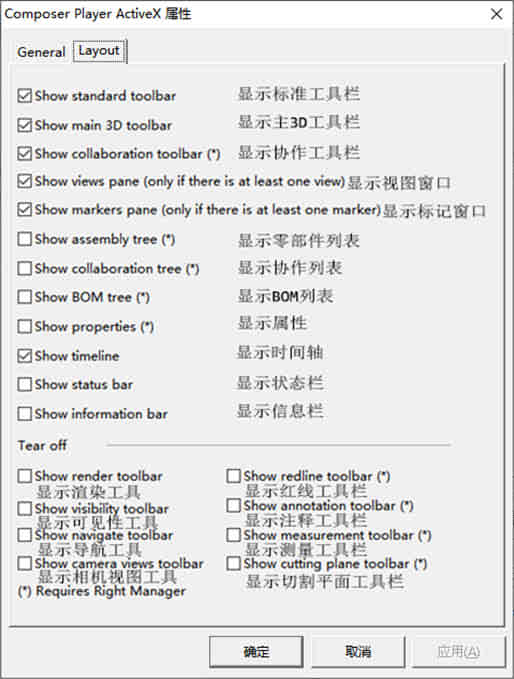 Composer Player ActiveX 属性
General Layout
Show standard toolbar 显示标准工具栏
Show main 3D toolbar 显示主3D工具栏
Show collaboration toolbar (*) 显示协作工具栏
Show views pane (only if there is at least one view) 显示视图窗口
Show markers pane (only if there is at least one marker) 显示标记窗口
Show assembly tree (*) 显示零部件列表
Show collaboration tree (*) 显示协作列表
Show BOM tree (*) 显示BOM列表
Show properties (*) 显示属性
Show timeline 显示时间轴
Show status bar 显示状态栏
Show information bar 显示信息栏
Tear off
Show render toolbar Show redline toolbar (*)
显示渲染工具 显示红线工具栏
Show visibility toolbar Show annotation toolbar (*)
显示可见性工具 显示注释工具栏
Show navigate toolbar Show measurement toolbar (*)
显示导航工具 显示测量工具栏
Show camera views toolbar Show cutting plane toolbar (*)
显示相机视图工具 显示切割平面工具栏
(*) Requires Right Manager
确定 取消 应用(A)